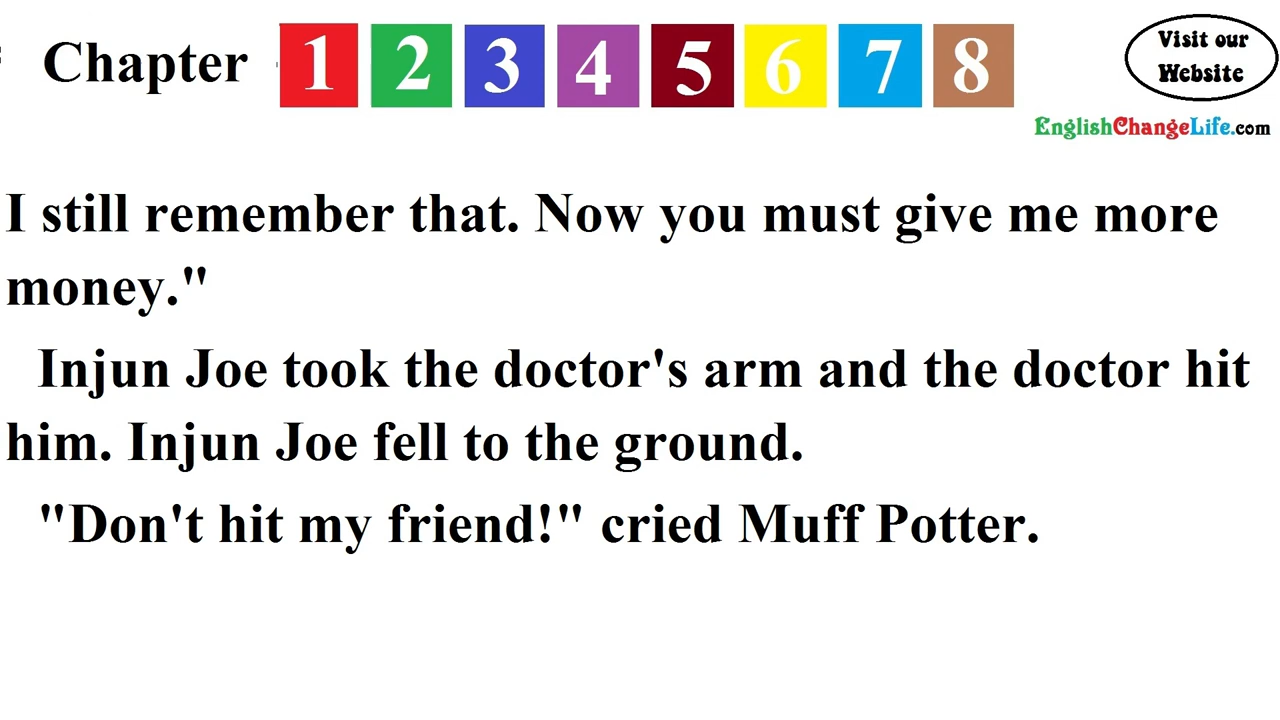 Chapter 1 2 3 4 5 6 7 8
Visit our
Website
EnglishChangeLife.com
I still remember that. Now you must give me more
money."
Injun Joe took the doctor's arm and the doctor hit
him. Injun Joe fell to the ground.
"Don't hit my friend!" cried Muff Potter.